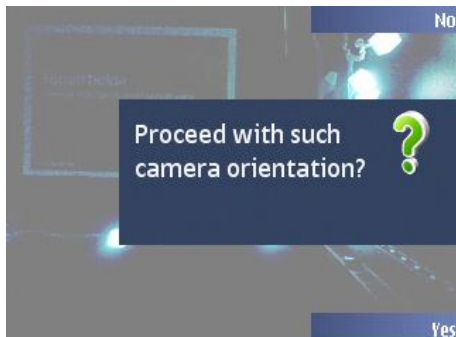 No
Proceed with such
camera orientation?
Yes